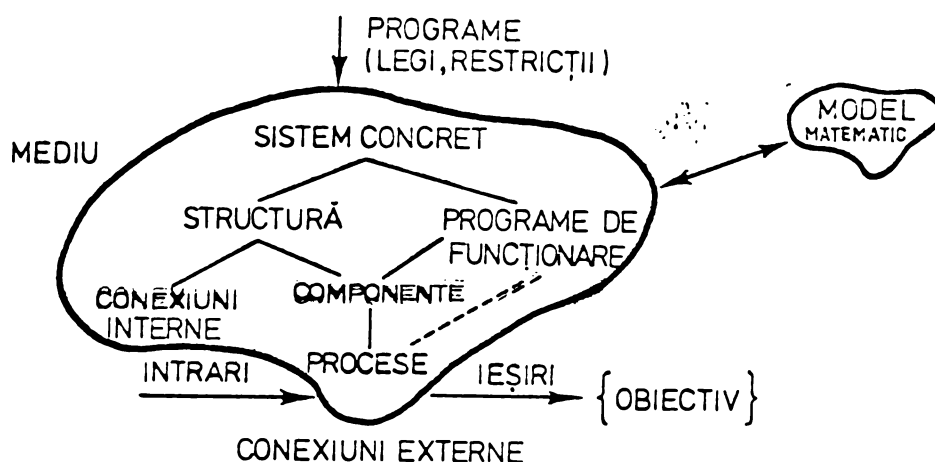 PROGRAME
(LEGI, RESTRICȚII)
MEDIU
SISTEM CONCRET
MODEL
MATEMATIC
STRUCTURĂ
PROGRAME DE
FUNCȚIONARE
CONEXIUNI
INTERNE
COMPONENTE
PROCESE
INTRARI
IEȘIRI
{OBIECTIV}
CONEXIUNI EXTERNE